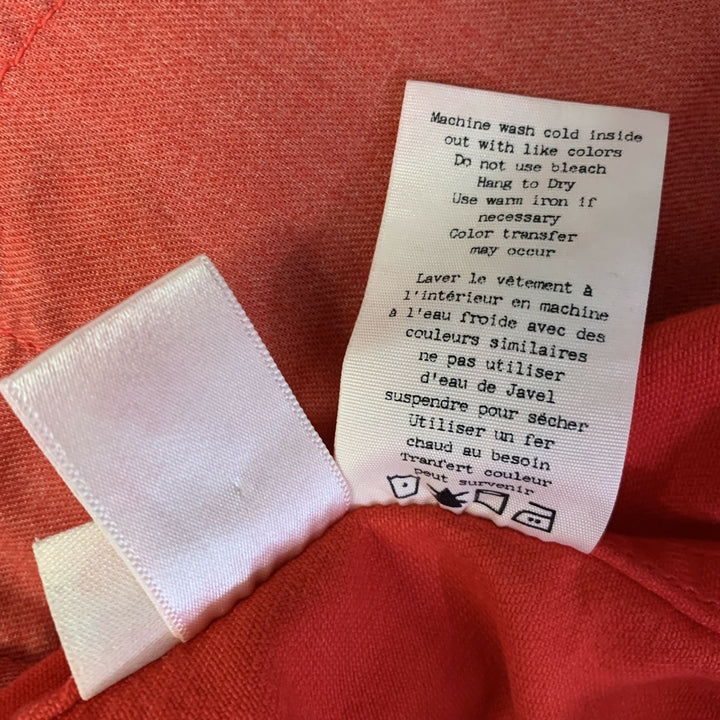 Machine wash cold inside
out with like colors
Do not use bleach
Hang to Dry
Use warm iron if
necessary
Color transfer
may occur
Laver le vêtement à
l'intérieur en machine
à l'eau froide avec des
couleurs similaires
ne pas utiliser
d'eau de Javel
suspendre pour sécher
Utiliser un fer
chaud au besoin
Tranfert couleur
peut survenir